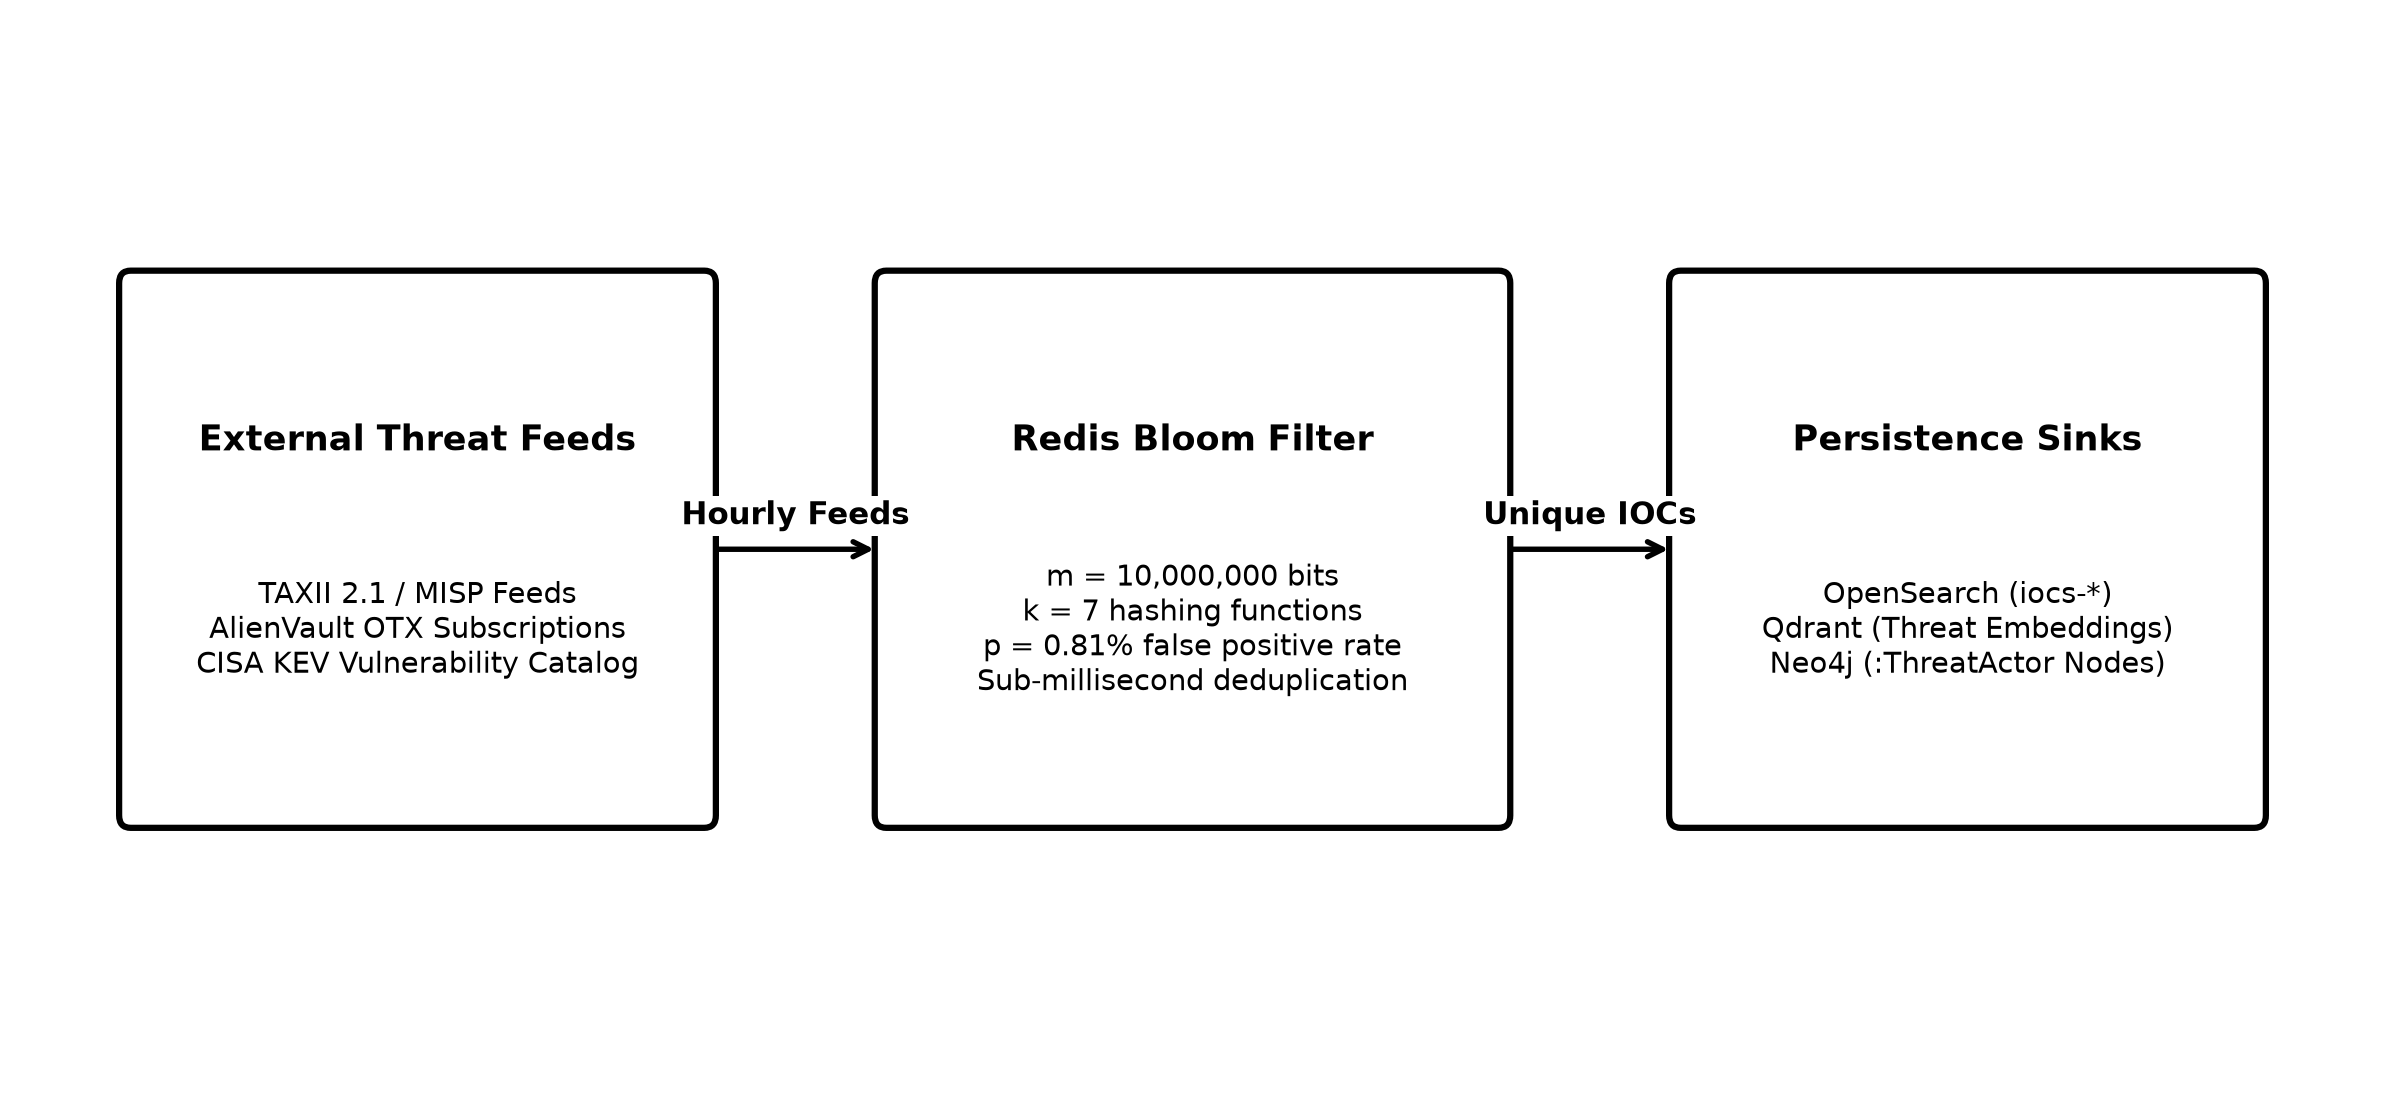 External Threat Feeds
TAXII 2.1 / MISP Feeds
AlienVault OTX Subscriptions
CISA KEV Vulnerability Catalog
Hourly Feeds
Redis Bloom Filter
m = 10,000,000 bits
k = 7 hashing functions
p = 0.81% false positive rate
Sub-millisecond deduplication
Unique IOCs
Persistence Sinks
OpenSearch (iocs-*)
Qdrant (Threat Embeddings)
Neo4j (:ThreatActor Nodes)